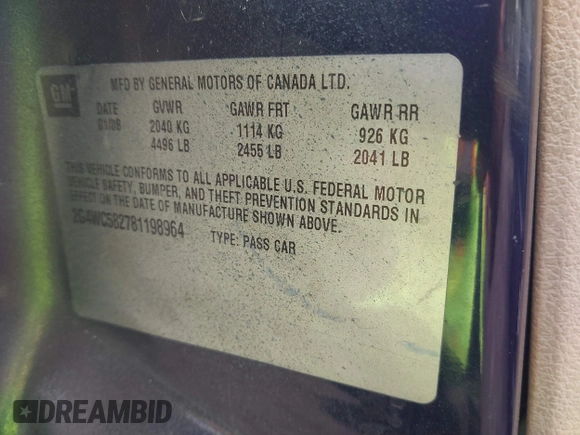 GM
MFD BY GENERAL MOTORS OF CANADA LTD.
DATE GVWR GAWR FRT GAWR RR
01/08 2040 KG 1114 KG 926 KG
4496 LB 2455 LB 2041 LB
THIS VEHICLE CONFORMS TO ALL APPLICABLE U.S. FEDERAL MOTOR
VEHICLE SAFETY, BUMPER, AND THEFT PREVENTION STANDARDS IN
EFFECT ON THE DATE OF MANUFACTURE SHOWN ABOVE.
2G4WC582781198964 TYPE: PASS CAR
DREAMBID